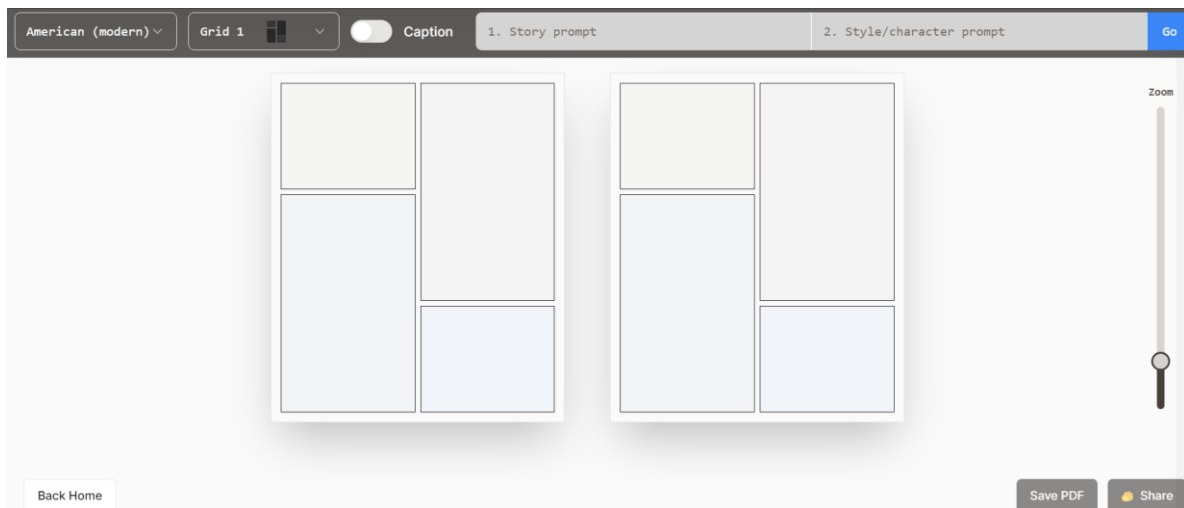 American (modern)
Grid 1
Caption
1. Story prompt
2. Style/character prompt
Go
Zoom
Back Home
Save PDF
Share